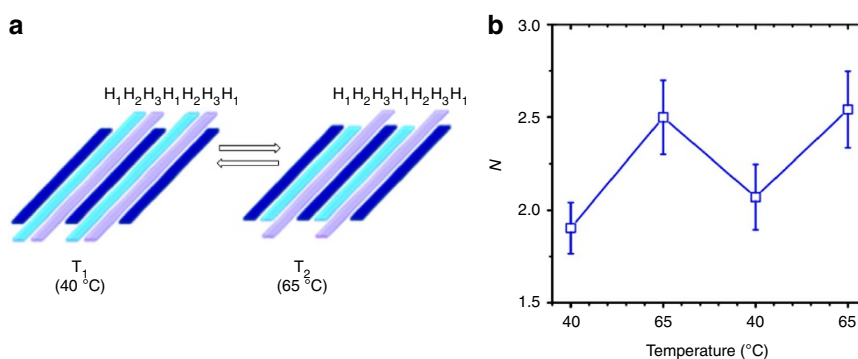 a
H₁H₂H₃H₁H₂H₃H₁
H₁H₂H₃H₁H₂H₃H₁
T₁
(40 °C)
T₂
(65 °C)
b
3.0
2.5
2.0
1.5
N
40
65
40
65
Temperature (°C)